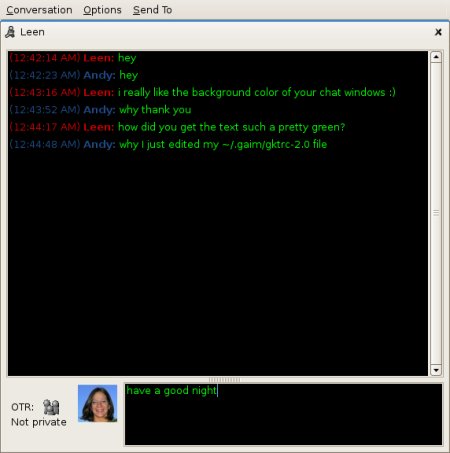 Conversation Options Send To
Leen
(12:42:14 AM) Leen: hey
(12:42:23 AM) Andy: hey
(12:43:16 AM) Leen: i really like the background color of your chat windows :)
(12:43:52 AM) Andy: why thank you
(12:44:17 AM) Leen: how did you get the text such a pretty green?
(12:44:48 AM) Andy: why I just edited my ~/.gaim/gktrc-2.0 file
have a good night
OTR:
Not private